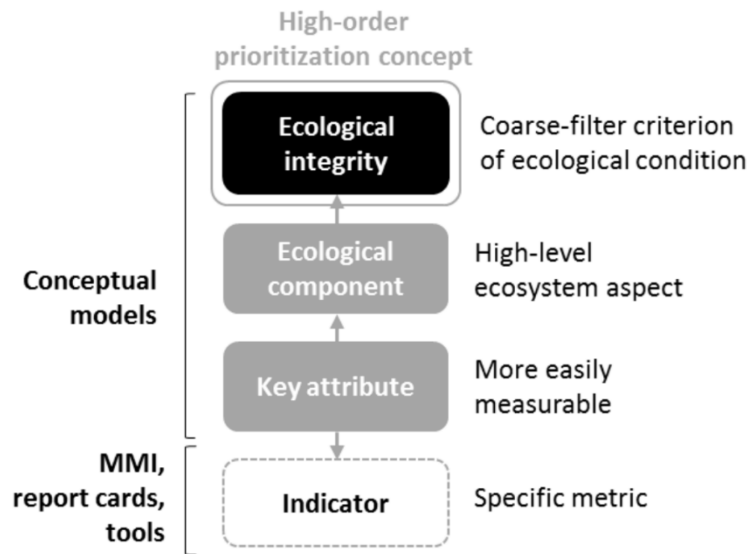 High-order
prioritization concept
Ecological
integrity
Coarse-filter criterion
of ecological condition
Ecological
component
High-level
ecosystem aspect
Conceptual
models
Key attribute
More easily
measurable
MMI,
report cards,
tools
Indicator
Specific metric